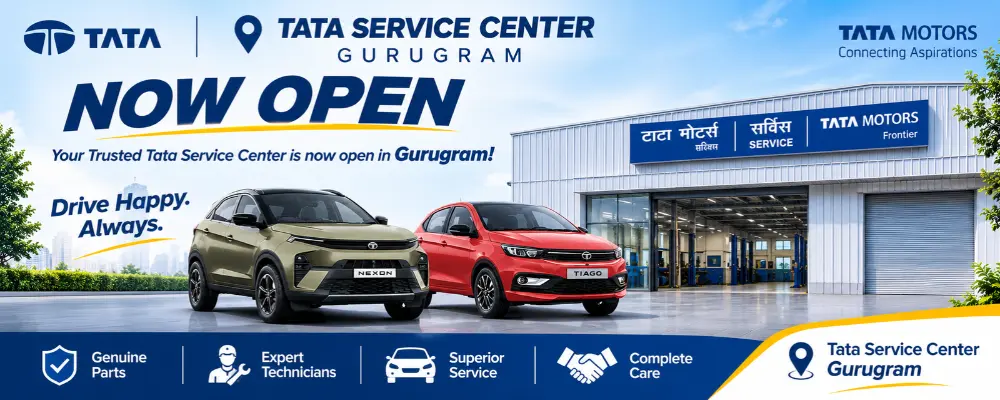 TATA
TATA SERVICE CENTER
GURUGRAM
TATA MOTORS
Connecting Aspirations
NOW OPEN
Your Trusted Tata Service Center is now open in Gurugram!
Drive Happy.
Always.
टाटा मोटर्स
सर्विस
सर्विस
SERVICE
TATA MOTORS
Frontier
NEXON
TIAGO
Genuine
Parts
Expert
Technicians
Superior
Service
Complete
Care
Tata Service Center
Gurugram